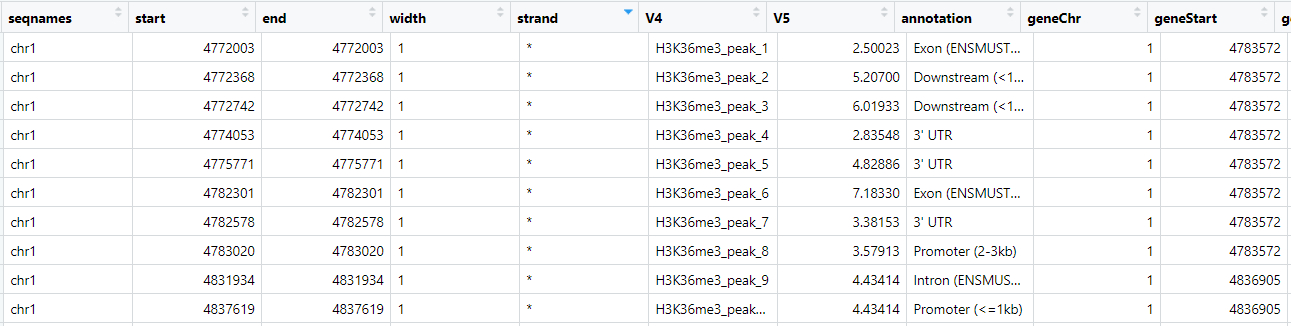 seqnames start end width strand V4 V5 annotation geneChr geneStart
chr1 4772003 4772003 1 * H3K36me3_peak_1 2.50023 Exon (ENSMUST... 1 4783572
chr1 4772368 4772368 1 * H3K36me3_peak_2 5.20700 Downstream (<1... 1 4783572
chr1 4772742 4772742 1 * H3K36me3_peak_3 6.01933 Downstream (<1... 1 4783572
chr1 4774053 4774053 1 * H3K36me3_peak_4 2.83548 3' UTR 1 4783572
chr1 4775771 4775771 1 * H3K36me3_peak_5 4.82886 3' UTR 1 4783572
chr1 4782301 4782301 1 * H3K36me3_peak_6 7.18330 Exon (ENSMUST... 1 4783572
chr1 4782578 4782578 1 * H3K36me3_peak_7 3.38153 3' UTR 1 4783572
chr1 4783020 4783020 1 * H3K36me3_peak_8 3.57913 Promoter (2-3kb) 1 4783572
chr1 4831934 4831934 1 * H3K36me3_peak_9 4.43414 Intron (ENSMUS... 1 4836905
chr1 4837619 4837619 1 * H3K36me3_peak... 4.43414 Promoter (<=1kb) 1 4836905